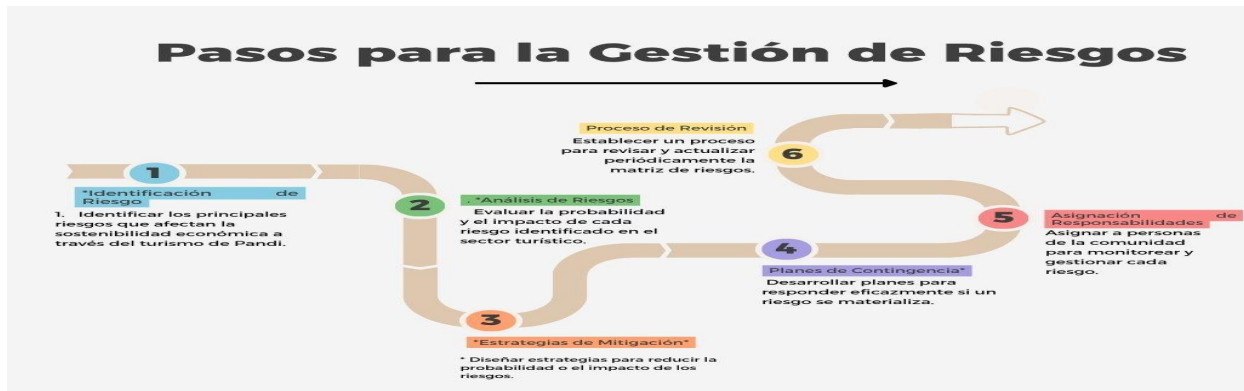 Pasos para la Gestión de Riesgos
1
*Identificación de
Riesgo
1. Identificar los principales
riesgos que afectan la
sostenibilidad económica a
través del turismo de Pandi.
2
. *Análisis de Riesgos
Evaluar la probabilidad
y el impacto de cada
riesgo identificado en el
sector turístico.
3
*Estrategias de Mitigación*
* Diseñar estrategias para reducir la
probabilidad o el impacto de los
riesgos.
4
Planes de Contingencia*
Desarrollar planes para
responder eficazmente si un
riesgo se materializa.
5
Asignación de
Responsabilidades
Asignar a personas
de la comunidad
para monitorear y
gestionar cada
riesgo.
6
Proceso de Revisión
Establecer un proceso
para revisar y actualizar
periódicamente la
matriz de riesgos.